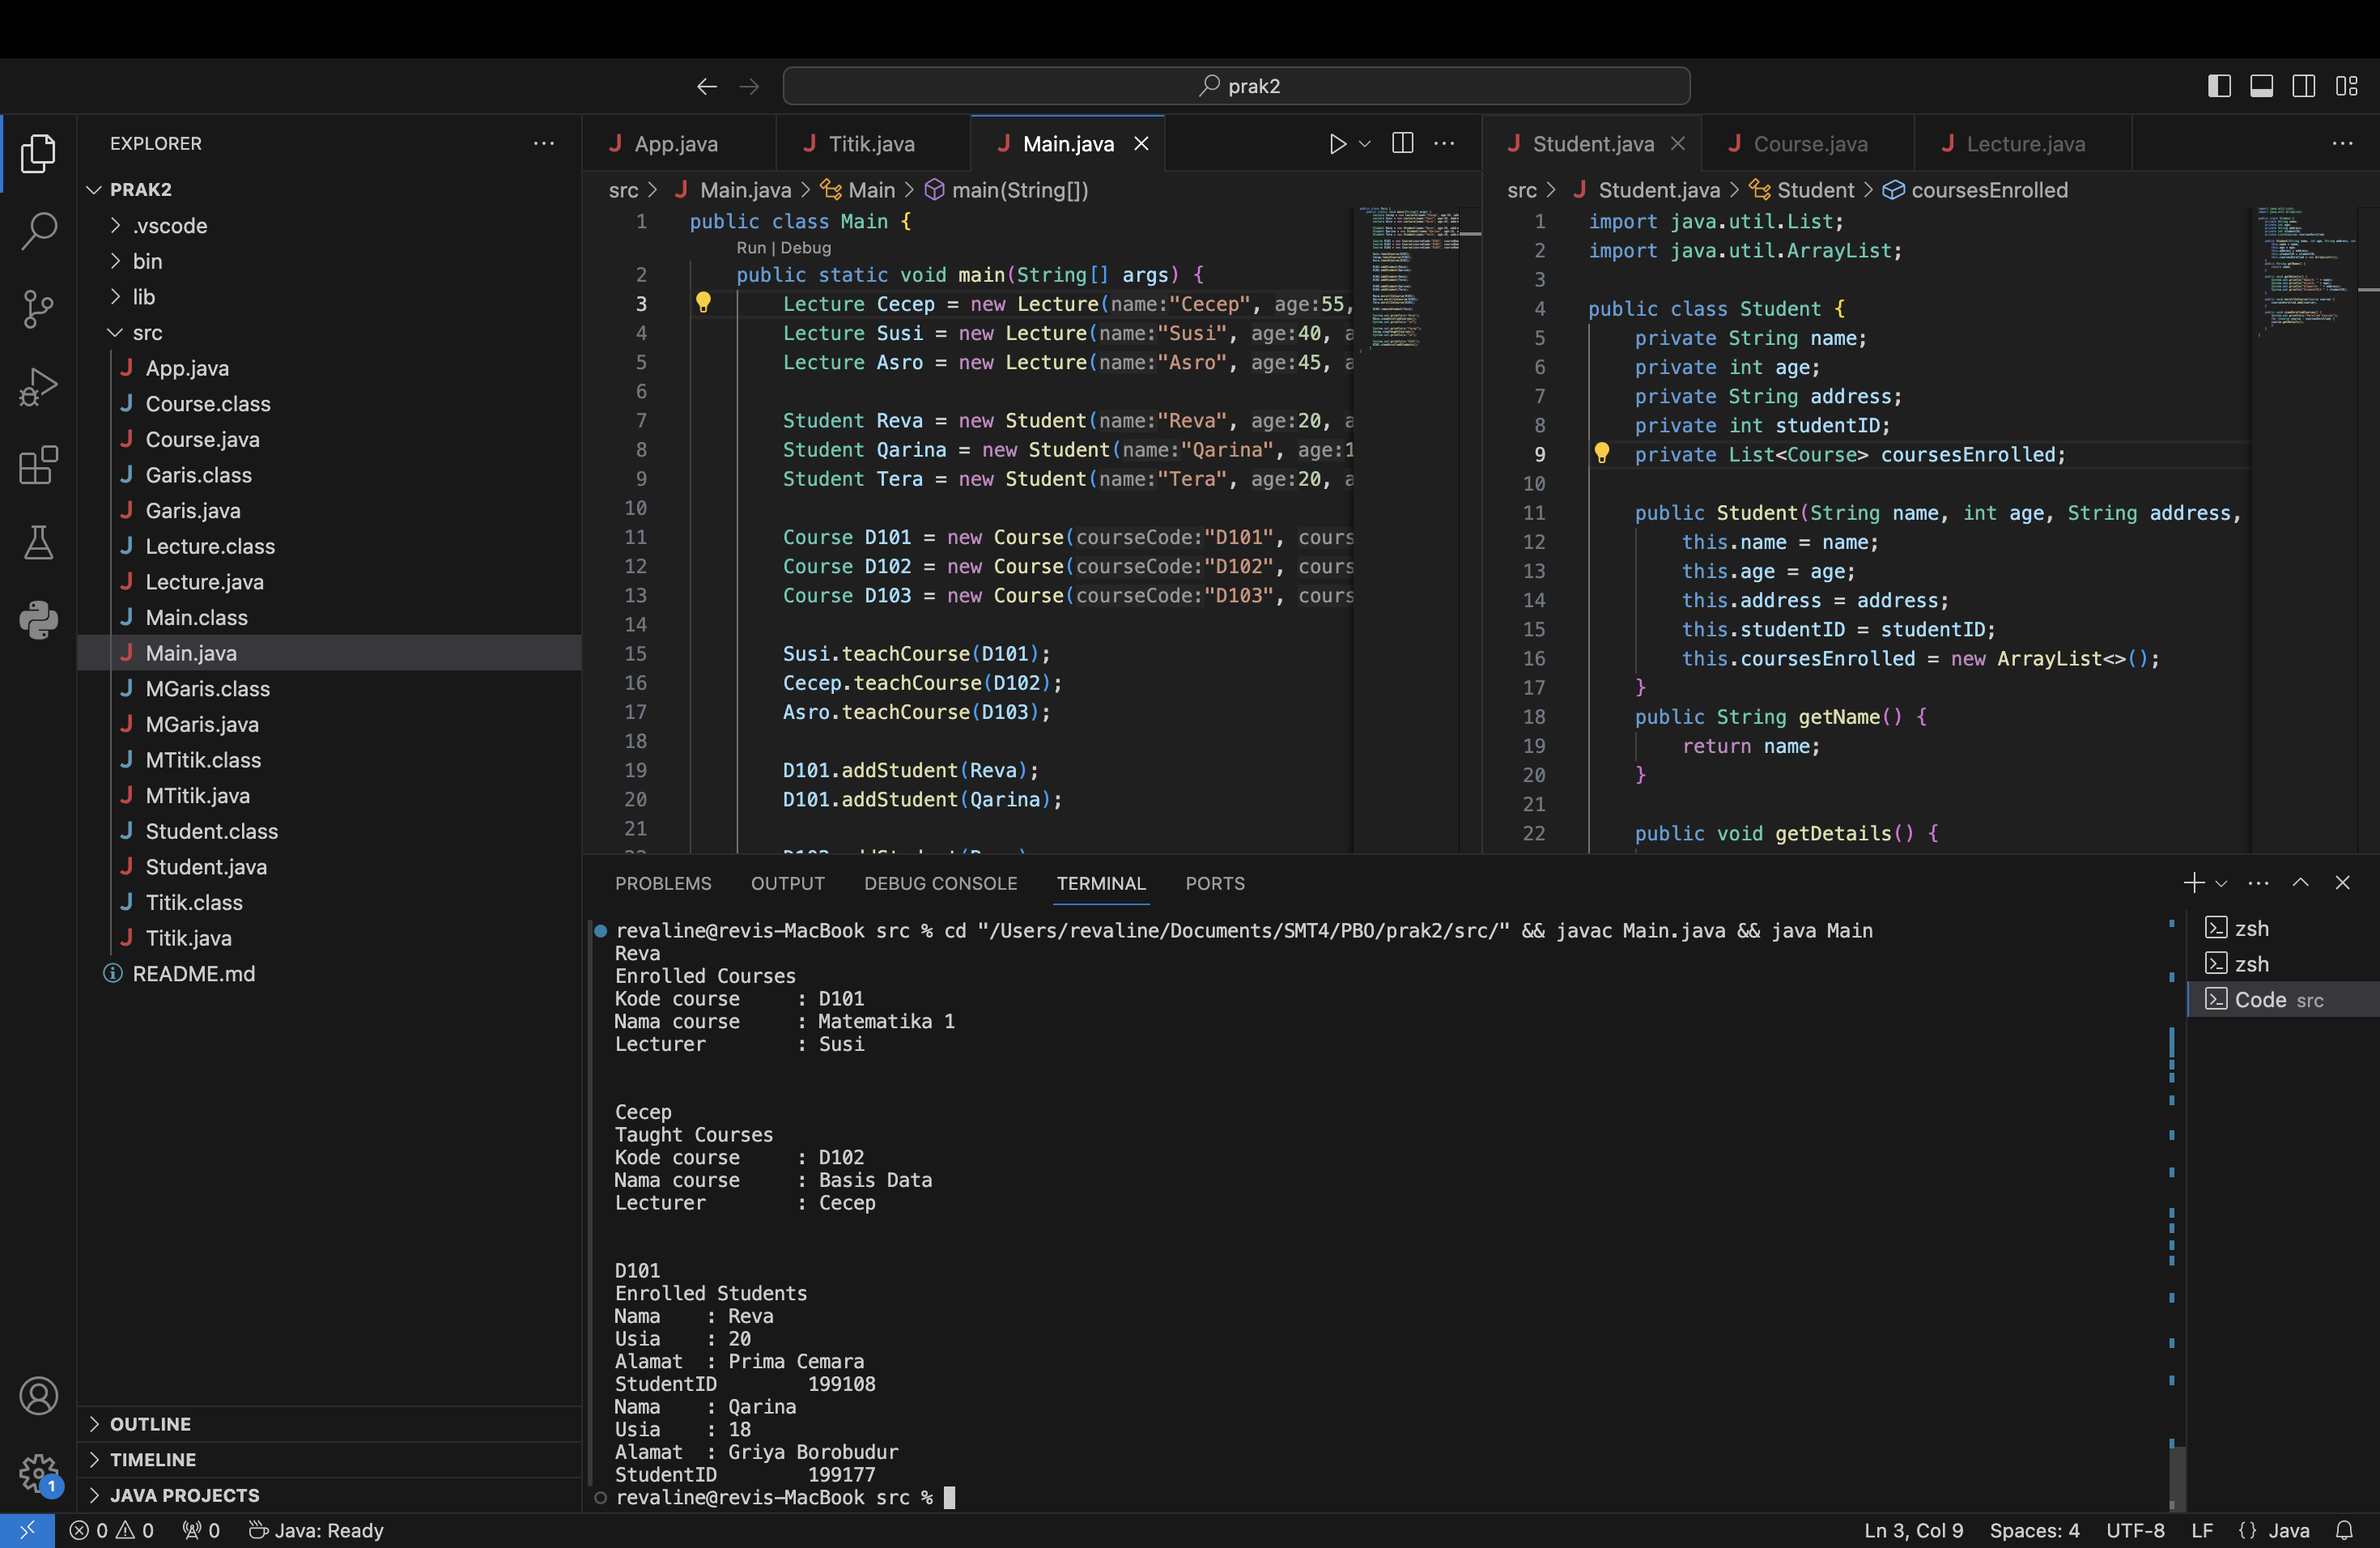 prak2
EXPLORER
PRAK2
.vscode
bin
lib
src
App.java
Course.class
Course.java
Garis.class
Garis.java
Lecture.class
Lecture.java
Main.class
Main.java
MGaris.class
MGaris.java
MTitik.class
MTitik.java
Student.class
Student.java
Titik.class
Titik.java
README.md
OUTLINE
TIMELINE
JAVA PROJECTS
App.java
Titik.java
Main.java
src > Main.java > Main > main(String[])
1 public class Main {
Run | Debug
2 public static void main(String[] args) {
3 Lecture Cecep = new Lecture(name:"Cecep", age:55,
4 Lecture Susi = new Lecture(name:"Susi", age:40, a
5 Lecture Asro = new Lecture(name:"Asro", age:45, a
6
7 Student Reva = new Student(name:"Reva", age:20, a
8 Student Qarina = new Student(name:"Qarina", age:1
9 Student Tera = new Student(name:"Tera", age:20, a
10
11 Course D101 = new Course(courseCode:"D101", cours
12 Course D102 = new Course(courseCode:"D102", cours
13 Course D103 = new Course(courseCode:"D103", cours
14
15 Susi.teachCourse(D101);
16 Cecep.teachCourse(D102);
17 Asro.teachCourse(D103);
18
19 D101.addStudent(Reva);
20 D101.addStudent(Qarina);
21
Student.java
Course.java
Lecture.java
src > Student.java > Student > coursesEnrolled
1 import java.util.List;
2 import java.util.ArrayList;
3
4 public class Student {
5 private String name;
6 private int age;
7 private String address;
8 private int studentID;
9 private List<Course> coursesEnrolled;
10
11 public Student(String name, int age, String address,
12 this.name = name;
13 this.age = age;
14 this.address = address;
15 this.studentID = studentID;
16 this.coursesEnrolled = new ArrayList<>();
17 }
18 public String getName() {
19 return name;
20 }
21
22 public void getDetails() {
PROBLEMS OUTPUT DEBUG CONSOLE TERMINAL PORTS
revaline@revis-MacBook src % cd "/Users/revaline/Documents/SMT4/PBO/prak2/src/" && javac Main.java && java Main
Reva
Enrolled Courses
Kode course : D101
Nama course : Matematika 1
Lecturer : Susi
Cecep
Taught Courses
Kode course : D102
Nama course : Basis Data
Lecturer : Cecep
D101
Enrolled Students
Nama : Reva
Usia : 20
Alamat : Prima Cemara
StudentID 199108
Nama : Qarina
Usia : 18
Alamat : Griya Borobudur
StudentID 199177
revaline@revis-MacBook src %
zsh
zsh
Code src
1
0 0 0 Java: Ready
Ln 3, Col 9 Spaces: 4 UTF-8 LF {} Java